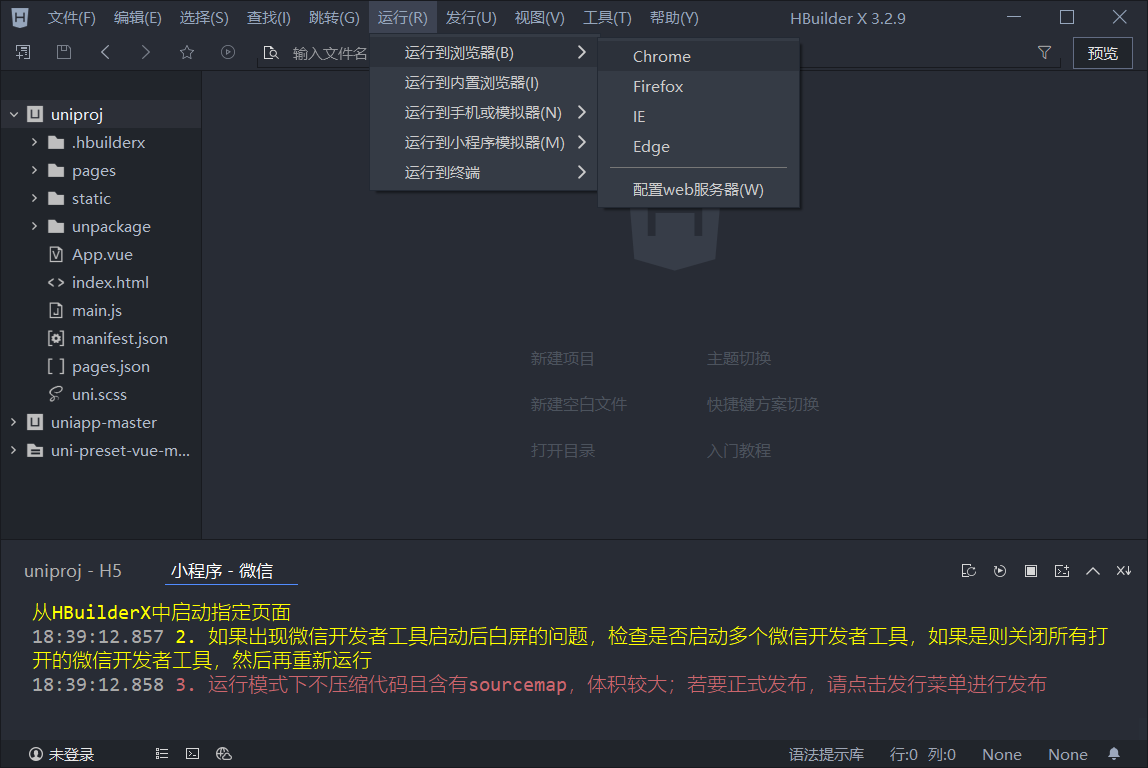 文件(F) 编辑(E) 选择(S) 查找(I) 跳转(G) 运行(R) 发行(U) 视图(V) 工具(T) 帮助(Y) HBuilder X 3.2.9
输入文件名
预览
运行到浏览器(B)
运行到内置浏览器(I)
运行到手机或模拟器(N)
运行到小程序模拟器(M)
运行到终端
Chrome
Firefox
IE
Edge
配置web服务器(W)
uniproj
.hbuilderx
pages
static
unpackage
App.vue
index.html
main.js
manifest.json
pages.json
uni.scss
uniapp-master
uni-preset-vue-m...
新建项目 主题切换
新建空白文件 快捷键方案切换
打开目录 入门教程
uniproj - H5 小程序 - 微信
从HBuilderX中启动指定页面
18:39:12.857 2. 如果出现微信开发者工具启动后白屏的问题，检查是否启动多个微信开发者工具，如果是则关闭所有打
开的微信开发者工具，然后再重新运行
18:39:12.858 3. 运行模式下不压缩代码且含有sourcemap，体积较大；若要正式发布，请点击发行菜单进行发布
未登录 语法提示库 行:0 列:0 None None